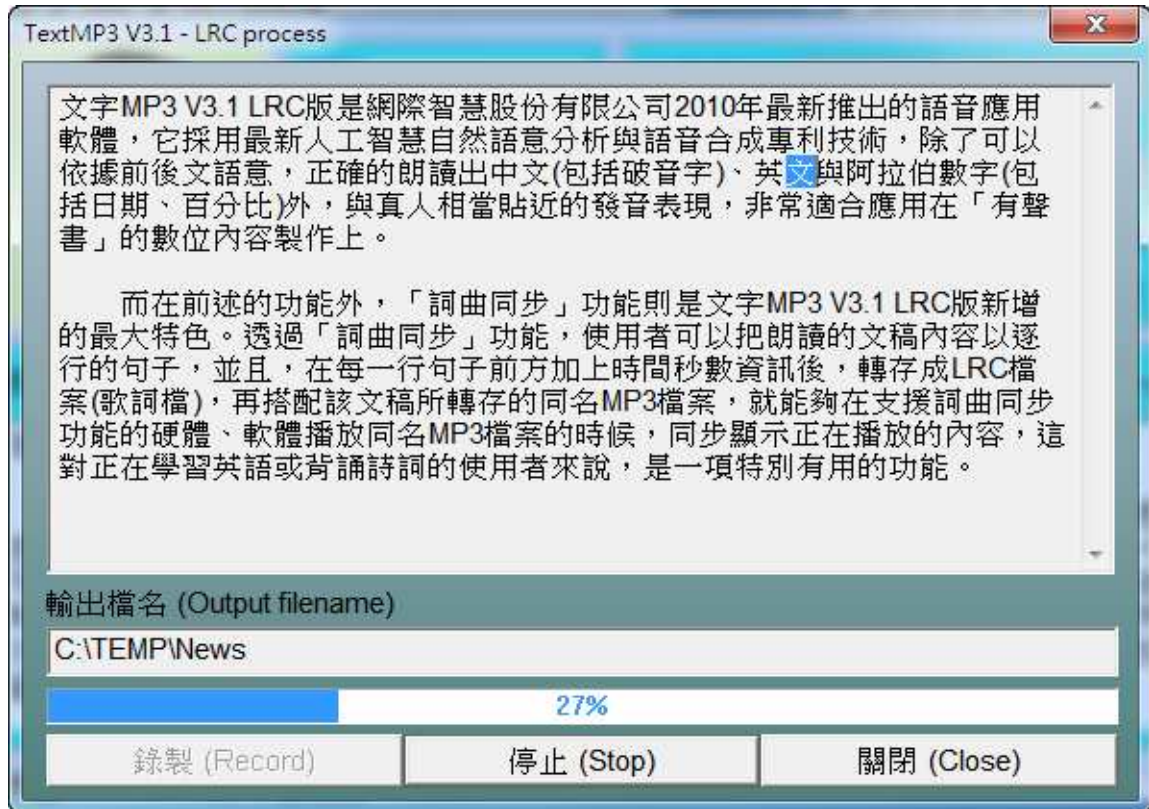 TextMP3 V3.1 - LRC process
文字MP3 V3.1 LRC版是網際智慧股份有限公司2010年最新推出的語音應用
軟體，它採用最新人工智慧自然語意分析與語音合成專利技術，除了可以
依據前後文語意，正確的朗讀出中文(包括破音字)、英文與阿拉伯數字(包
括日期、百分比)外，與真人相當貼近的發音表現，非常適合應用在「有聲
書」的數位內容製作上。
而在前述的功能外，「詞曲同步」功能則是文字MP3 V3.1 LRC版新增
的最大特色。透過「詞曲同步」功能，使用者可以把朗讀的文稿內容以逐
行的句子，並且，在每一行句子前方加上時間秒數資訊後，轉存成LRC檔
案(歌詞檔)，再搭配該文稿所轉存的同名MP3檔案，就能夠在支援詞曲同步
功能的硬體、軟體播放同名MP3檔案的時候，同步顯示正在播放的內容，這
對正在學習英語或背誦詩詞的使用者來說，是一項特別有用的功能。
輸出檔名 (Output filename)
C:\TEMP\News
27%
錄製 (Record) 停止 (Stop) 關閉 (Close)